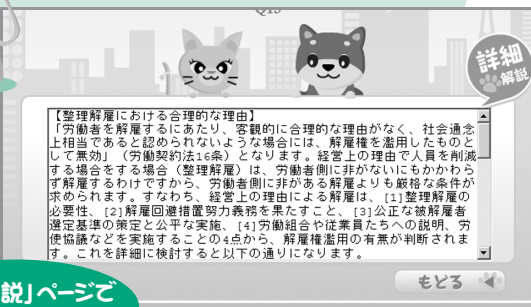 Q15
詳細
解説
【整理解雇における合理的な理由】
「労働者を解雇するにあたり、客観的に合理的な理由がなく、社会通念
上相当であると認められないような場合には、解雇権を濫用したものと
して無効」（労働契約法16条）となります。経営上の理由で人員を削減
する場合をする場合（整理解雇）は、労働者側に非がないにもかかわら
ず解雇するわけですから、労働者側に非がある解雇よりも厳格な条件が
求められます。すなわち、経営上の理由による解雇は、[1]整理解雇の
必要性、[2]解雇回避措置努力義務を果たすこと、[3]公正な被解雇者
選定基準の策定と公平な実施、[4]労働組合や従業員たちへの説明、労
使協議などを実施することの4点から、解雇権濫用の有無が判断されま
す。これを詳細に検討すると以下の通りになります。
もどる
説」ページで